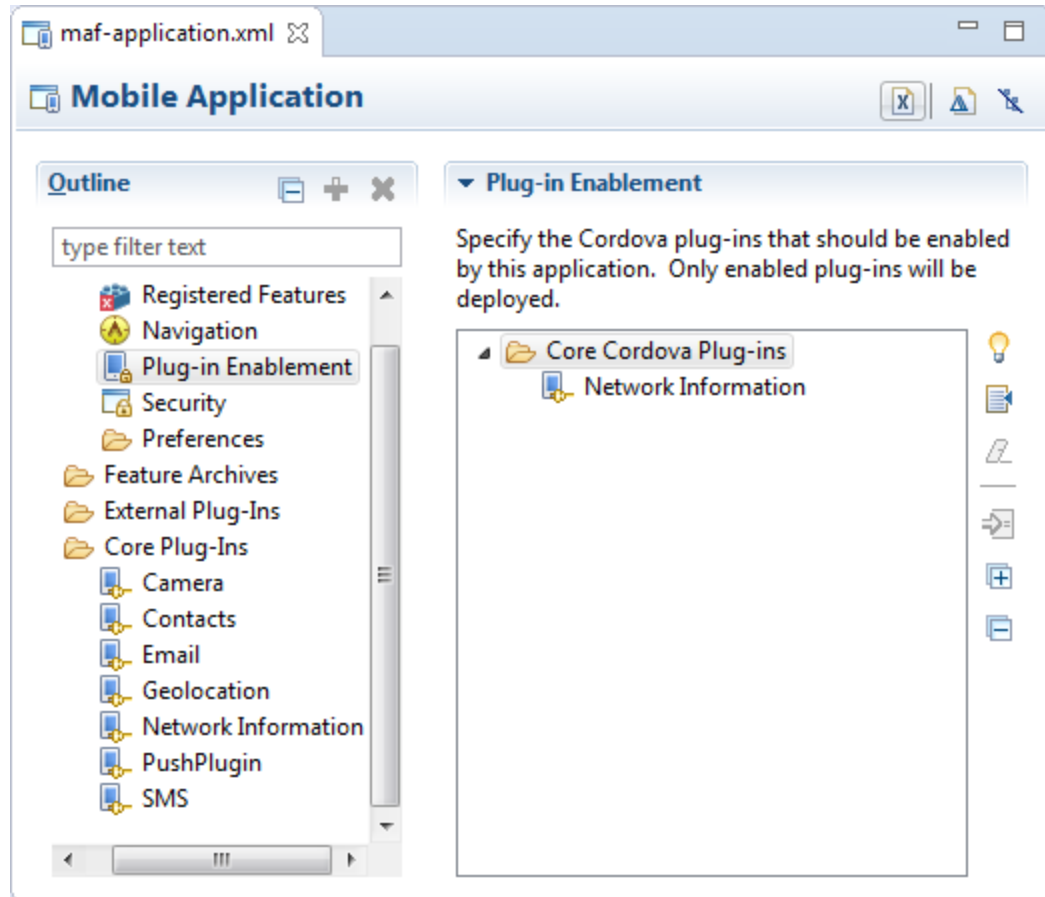 maf-application.xml
Mobile Application
Outline
type filter text
Registered Features
Navigation
Plug-in Enablement
Security
Preferences
Feature Archives
External Plug-Ins
Core Plug-Ins
Camera
Contacts
Email
Geolocation
Network Information
PushPlugin
SMS
Plug-in Enablement
Specify the Cordova plug-ins that should be enabled
by this application.  Only enabled plug-ins will be
deployed.
Core Cordova Plug-ins
Network Information